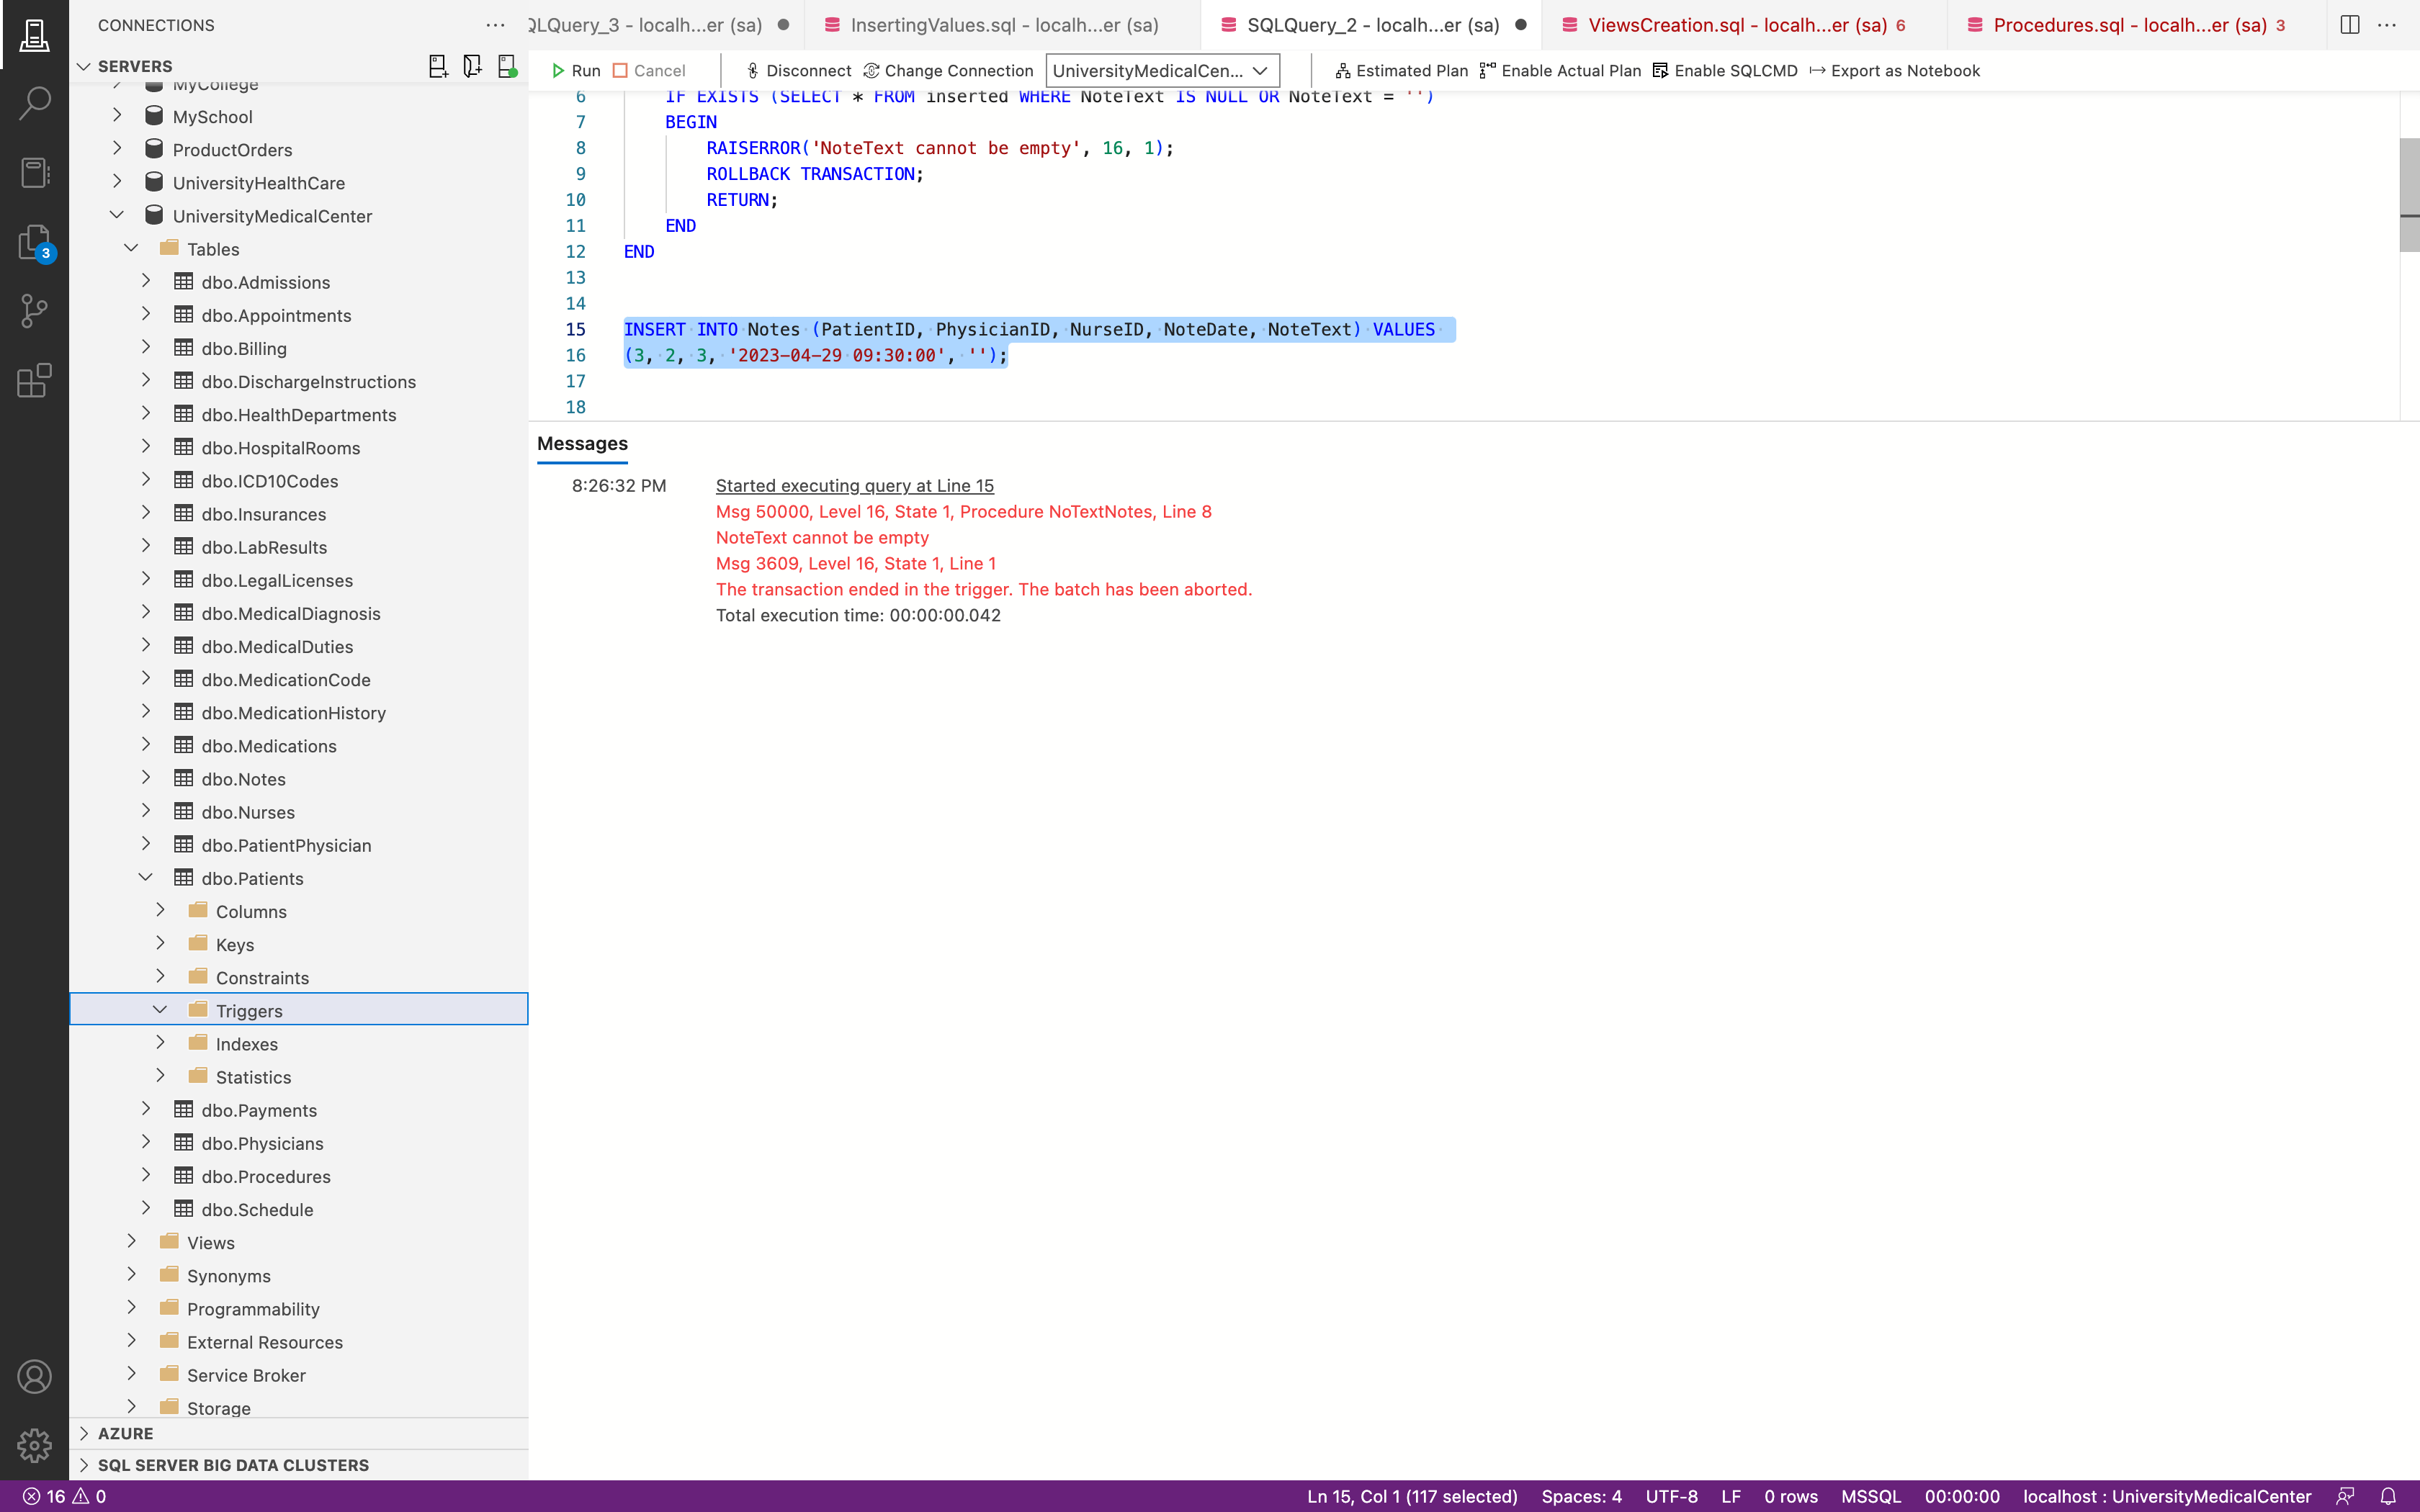 CONNECTIONS
SERVERS
MyCollege
MySchool
ProductOrders
UniversityHealthCare
UniversityMedicalCenter
Tables
dbo.Admissions
dbo.Appointments
dbo.Billing
dbo.DischargeInstructions
dbo.HealthDepartments
dbo.HospitalRooms
dbo.ICD10Codes
dbo.Insurances
dbo.LabResults
dbo.LegalLicenses
dbo.MedicalDiagnosis
dbo.MedicalDuties
dbo.MedicationCode
dbo.MedicationHistory
dbo.Medications
dbo.Notes
dbo.Nurses
dbo.PatientPhysician
dbo.Patients
Columns
Keys
Constraints
Triggers
Indexes
Statistics
dbo.Payments
dbo.Physicians
dbo.Procedures
dbo.Schedule
Views
Synonyms
Programmability
External Resources
Service Broker
Storage
AZURE
SQL SERVER BIG DATA CLUSTERS
3
QLQuery_3 - localh...er (sa) InsertingValues.sql - localh...er (sa) SQLQuery_2 - localh...er (sa) ViewsCreation.sql - localh...er (sa) 6 Procedures.sql - localh...er (sa) 3
Run Cancel Disconnect Change Connection UniversityMedicalCen... Estimated Plan Enable Actual Plan Enable SQLCMD Export as Notebook
6 IF EXISTS (SELECT * FROM inserted WHERE NoteText IS NULL OR NoteText = '')
7 BEGIN
8 RAISERROR('NoteText cannot be empty', 16, 1);
9 ROLLBACK TRANSACTION;
10 RETURN;
11 END
12 END
13
14
15 INSERT INTO Notes (PatientID, PhysicianID, NurseID, NoteDate, NoteText) VALUES
16 (3, 2, 3, '2023-04-29 09:30:00', '');
17
18
Messages
8:26:32 PM Started executing query at Line 15
Msg 50000, Level 16, State 1, Procedure NoTextNotes, Line 8
NoteText cannot be empty
Msg 3609, Level 16, State 1, Line 1
The transaction ended in the trigger. The batch has been aborted.
Total execution time: 00:00:00.042
16 0 Ln 15, Col 1 (117 selected) Spaces: 4 UTF-8 LF 0 rows MSSQL 00:00:00 localhost : UniversityMedicalCenter